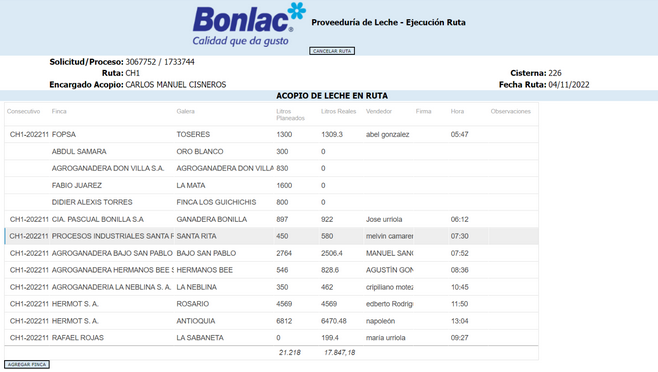 Bonlac
Calidad que da gusto
Proveeduría de Leche - Ejecución Ruta
CANCELAR RUTA
Solicitud/Proceso: 3067752 / 1733744
Ruta: CH1 Cisterna: 226
Encargado Acopio: CARLOS MANUEL CISNEROS Fecha Ruta: 04/11/2022
ACOPIO DE LECHE EN RUTA
Consecutivo Finca Galera Litros Planeados Litros Reales Vendedor Firma Hora Observaciones
CH1-202211 FOPSA TOSERES 1300 1309.3 abel gonzalez 05:47
ABDUL SAMARA ORO BLANCO 300 0
AGROGANADERA DON VILLA S.A. AGROGANADERA DON VILLA 830 0
FABIO JUAREZ LA MATA 1600 0
DIDIER ALEXIS TORRES FINCA LOS GUICHICHIS 800 0
CH1-202211 CIA. PASCUAL BONILLA S.A GANADERA BONILLA 897 922 Jose urriola 06:12
CH1-202211 PROCESOS INDUSTRIALES SANTA F SANTA RITA 450 580 melvin camarer 07:30
CH1-202211 AGROGANADERA BAJO SAN PABLO BAJO SAN PABLO 2764 2506.4 MANUEL SANC 07:52
CH1-202211 AGROGANADERA HERMANOS BEE S HERMANOS BEE 546 828.6 AGUSTÍN GON 08:36
CH1-202211 AGROGANADERIA LA NEBLINA S. A. LA NEBLINA 350 462 cripiliano motez 10:45
CH1-202211 HERMOT S. A. ROSARIO 4569 4569 edberto Rodrig 11:50
CH1-202211 HERMOT S. A. ANTIOQUIA 6812 6470.48 napoleón 13:04
CH1-202211 RAFAEL ROJAS LA SABANETA 0 199.4 maria urriola 09:27
21.218 17.847,18
AGREGAR FINCA